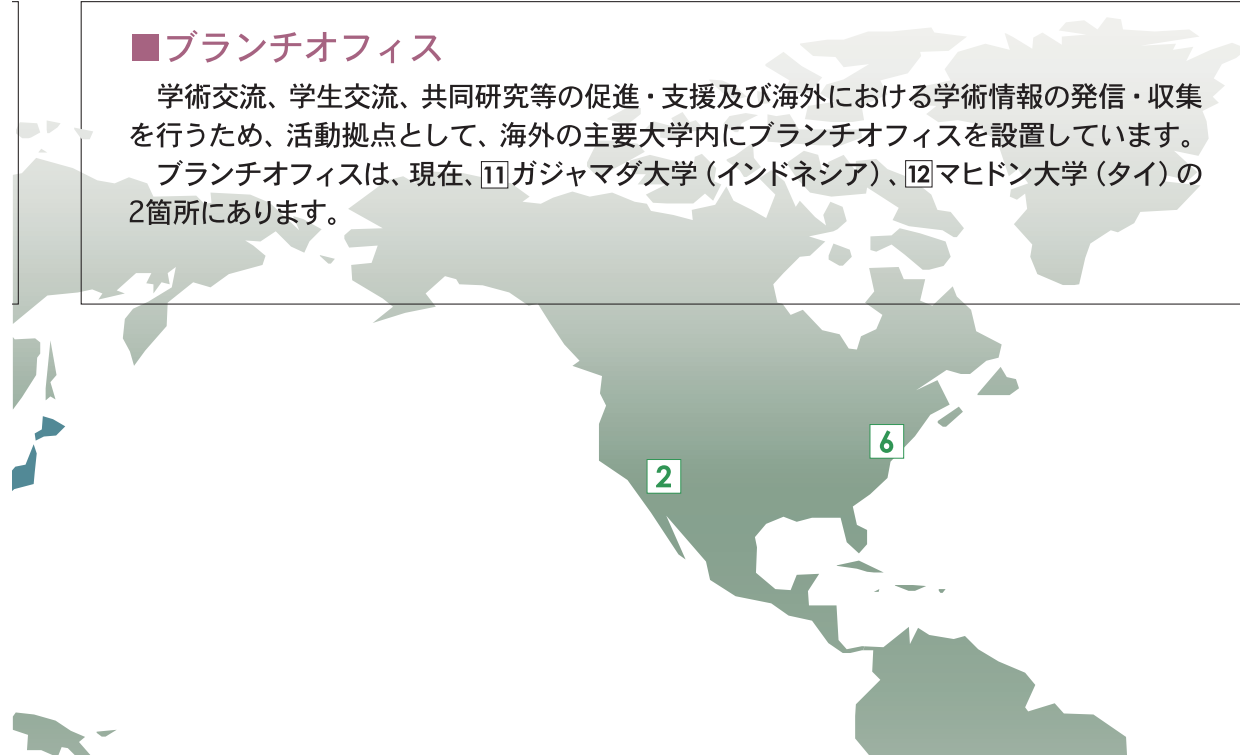 ■ブランチオフィス
　学術交流、学生交流、共同研究等の促進・支援及び海外における学術情報の発信・収集
を行うため、活動拠点として、海外の主要大学内にブランチオフィスを設置しています。
　ブランチオフィスは、現在、11ガジャマダ大学（インドネシア）、12マヒドン大学（タイ）の
2箇所にあります。
6
2